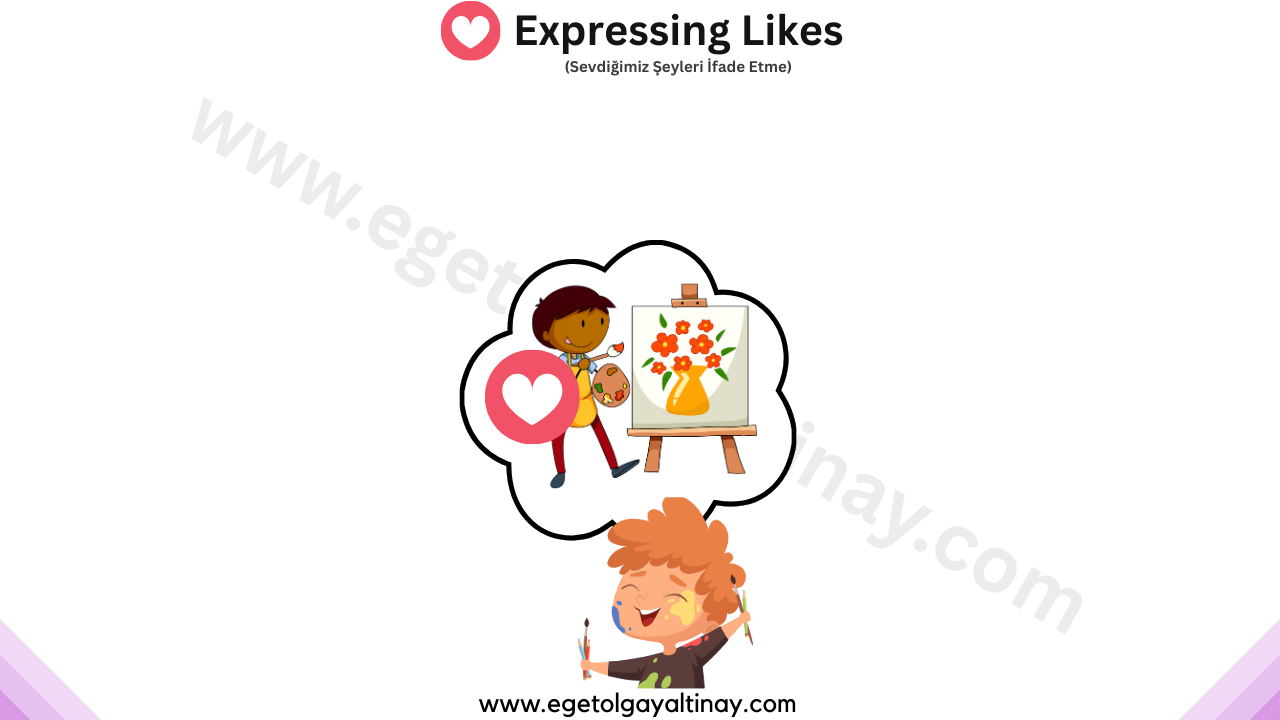 Expressing Likes
(Sevdiğimiz Şeyleri İfade Etme)
www.egetolgayaltinay.com
www.egetolgayaltinay.com